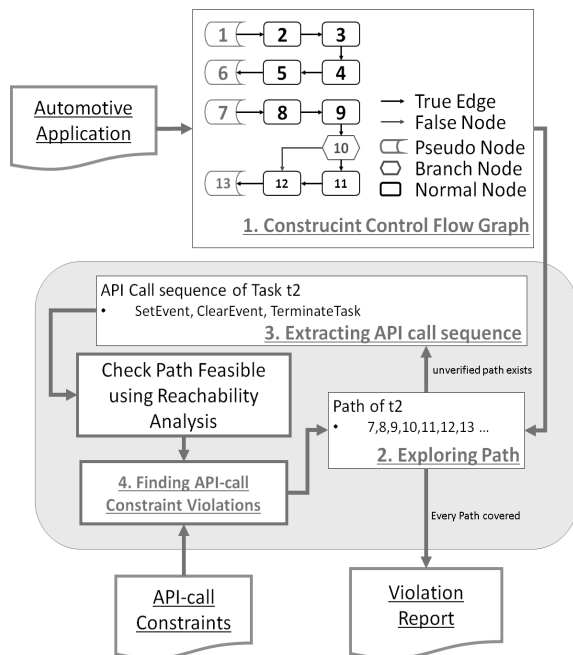 1 2 3
6 5 4
7 8 9
10
13 12 11
True Edge
False Node
Pseudo Node
Branch Node
Normal Node
1. Construcint Control Flow Graph
Automotive
Application
API Call sequence of Task t2
• SetEvent, ClearEvent, TerminateTask
3. Extracting API call sequence
Check Path Feasible
using Reachability
Analysis
unverified path exists
Path of t2
• 7,8,9,10,11,12,13 ...
2. Exploring Path
4. Finding API-call
Constraint Violations
Every Path covered
API-call
Constraints
Violation
Report